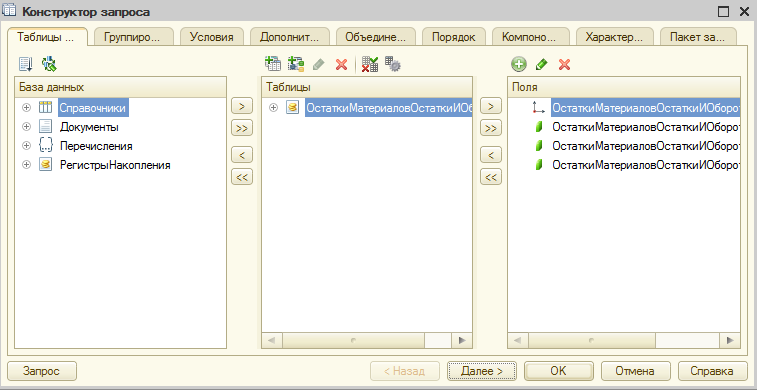 Конструктор запроса
Таблицы ...
Группиро...
Условия
Дополнит...
Объедине...
Порядок
Компоно...
Характер...
Пакет за...
База данных
Справочники
Документы
Перечисления
РегистрыНакопления
>
>>
<
<<
Таблицы
ОстаткиМатериаловОстаткиИОб
>
>>
<
<<
Поля
ОстаткиМатериаловОстаткиИОборот
ОстаткиМатериаловОстаткиИОборот
ОстаткиМатериаловОстаткиИОборот
ОстаткиМатериаловОстаткиИОборот
Запрос
< Назад
Далее >
OK
Отмена
Справка